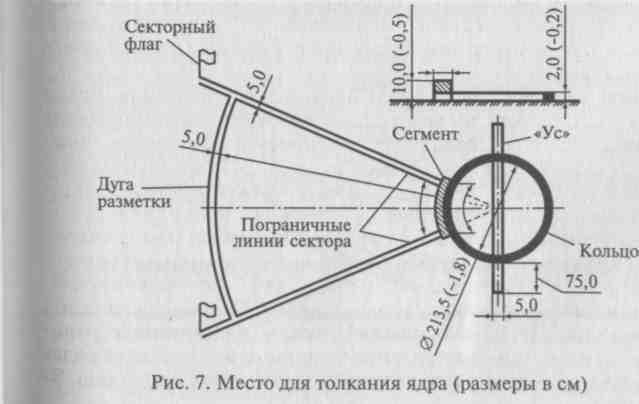 Секторный
флаг
5,0
5,0
10,0 (–0,5)
2,0 (–0,2)
Сегмент
«Ус»
Дуга
разметки
Пограничные
линии сектора
Кольцо
75,0
5,0
Ø 213,5 (–1,8)
Рис. 7. Место для толкания ядра (размеры в см)